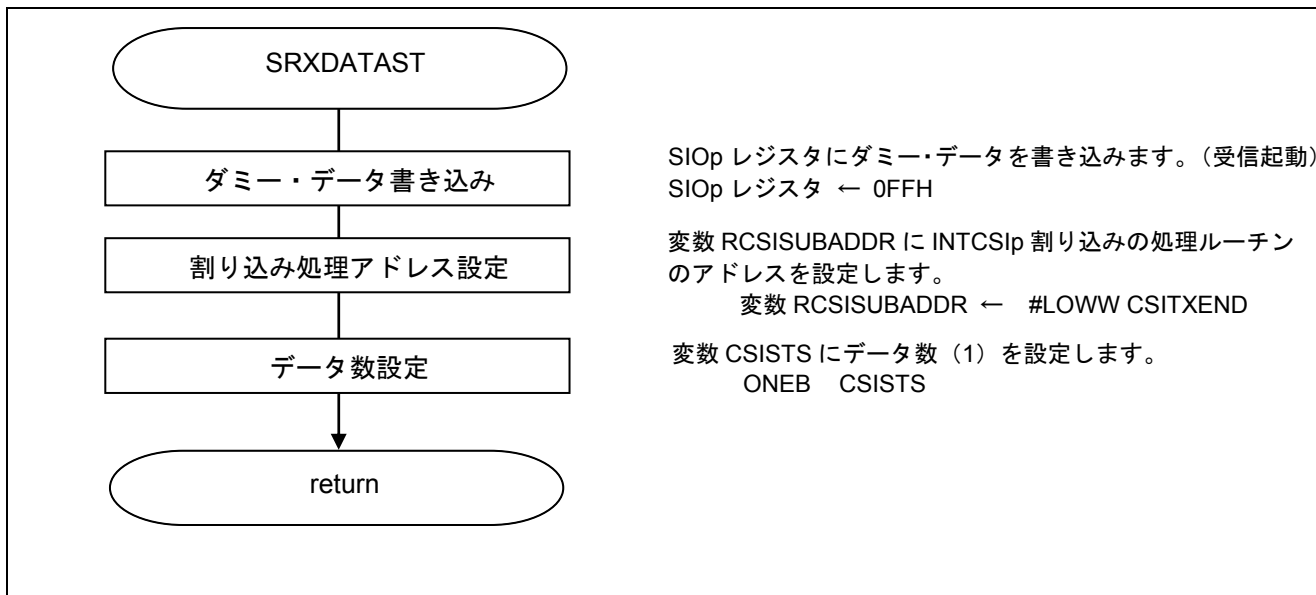 SRXDATAST
ダミー・データ書き込み
SIOp レジスタにダミー・データを書き込みます。（受信起動）
SIOp レジスタ ← 0FFH
割り込み処理アドレス設定
変数 RCSISUBADDR に INTCSIp 割り込みの処理ルーチン
のアドレスを設定します。
変数 RCSISUBADDR ← #LOWW CSITXEND
データ数設定
変数 CSISTS にデータ数（1）を設定します。
ONEB CSISTS
return